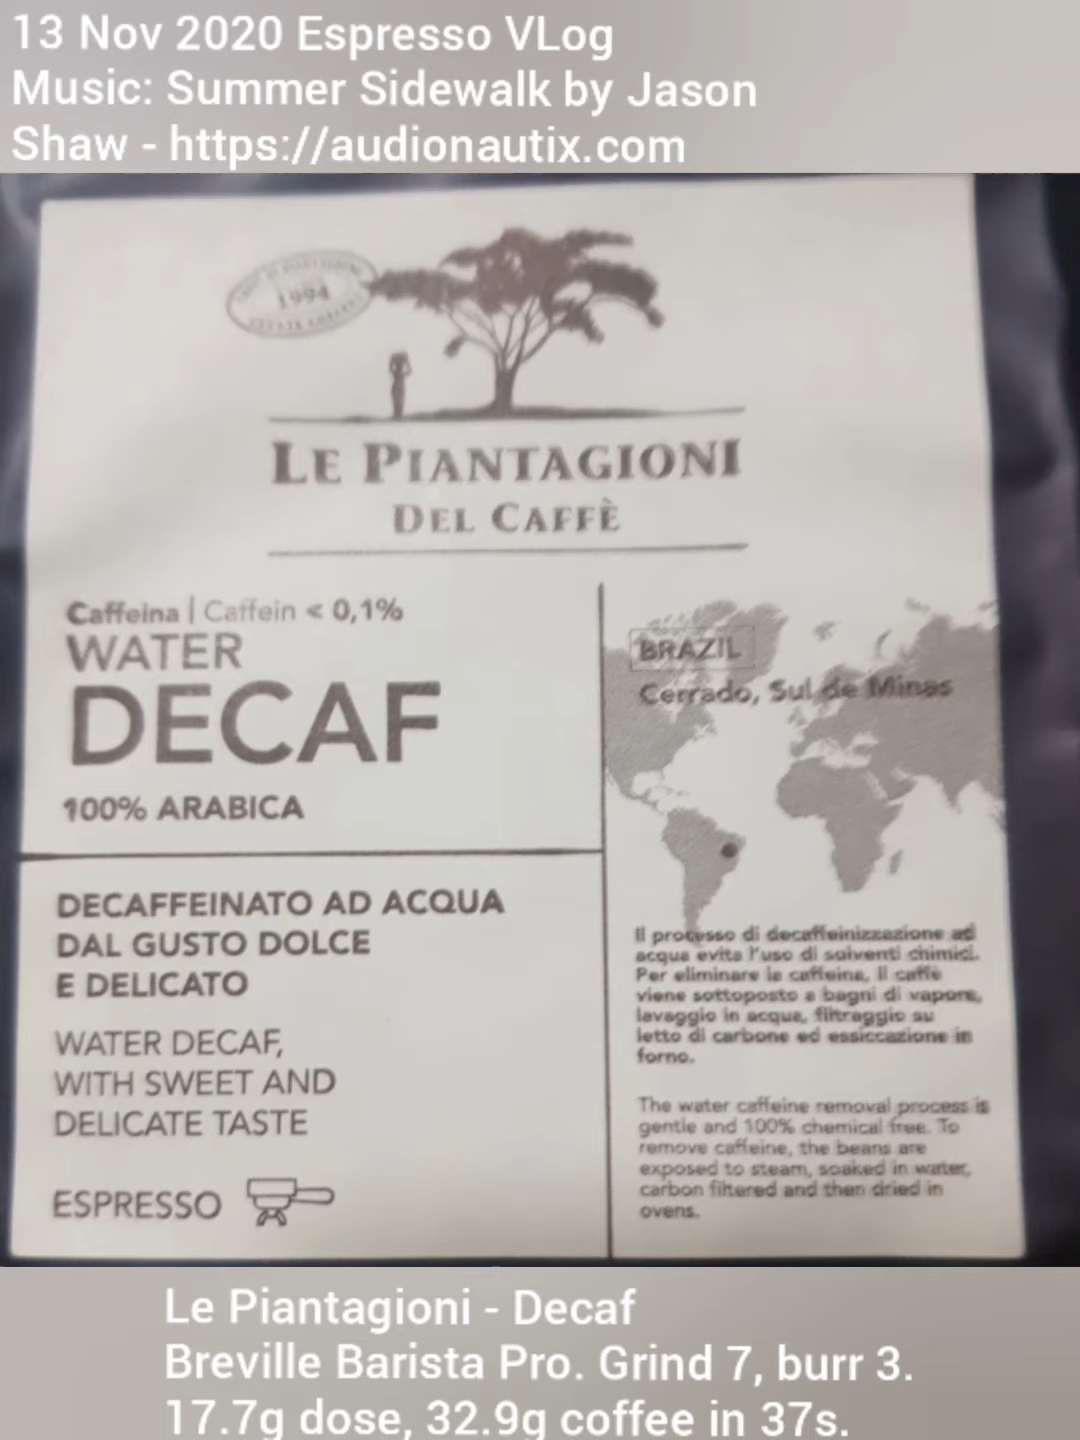 13 Nov 2020 Espresso VLog
Music: Summer Sidewalk by Jason
Shaw - https://audionautix.com
1994
LE PIANTAGIONI
DEL CAFFÈ
Caffeina | Caffein < 0,1%
WATER
DECAF
100% ARABICA
BRAZIL
Cerrado, Sul de Minas
DECAFFEINATO AD ACQUA
DAL GUSTO DOLCE
E DELICATO
WATER DECAF,
WITH SWEET AND
DELICATE TASTE
ESPRESSO
Il processo di decaffeinizzazione ad
acqua evita l'uso di solventi chimici.
Per eliminare la caffeina, il caffè
viene sottoposto a bagni di vapore,
lavaggio in acqua, filtraggio su
letto di carbone ed essiccazione in
forno.
The water caffeine removal process is
gentle and 100% chemical free. To
remove caffeine, the beans are
exposed to steam, soaked in water,
carbon filtered and then dried in
ovens.
Le Piantagioni - Decaf
Breville Barista Pro. Grind 7, burr 3.
17.7g dose, 32.9g coffee in 37s.